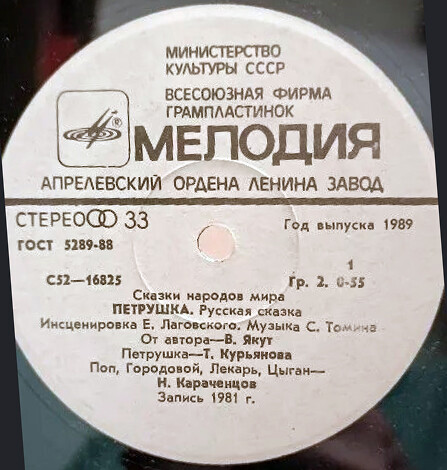 МИНИСТЕРСТВО
КУЛЬТУРЫ СССР
ВСЕСОЮЗНАЯ ФИРМА
ГРАМПЛАСТИНОК
®
МЕЛОДИЯ
АПРЕЛЕВСКИЙ ОРДЕНА ЛЕНИНА ЗАВОД
СТЕРЕО 33
Год выпуска 1989
ГОСТ 5289-88
1
С52—16825
Гр. 2. 0-55
Сказки народов мира
ПЕТРУШКА. Русская сказка
Инсценировка Е. Лаговского. Музыка С. Томина
От автора—В. Якут
Петрушка—Т. Курьянова
Поп, Городовой, Лекарь, Цыган—
Н. Караченцов
Запись 1981 г.